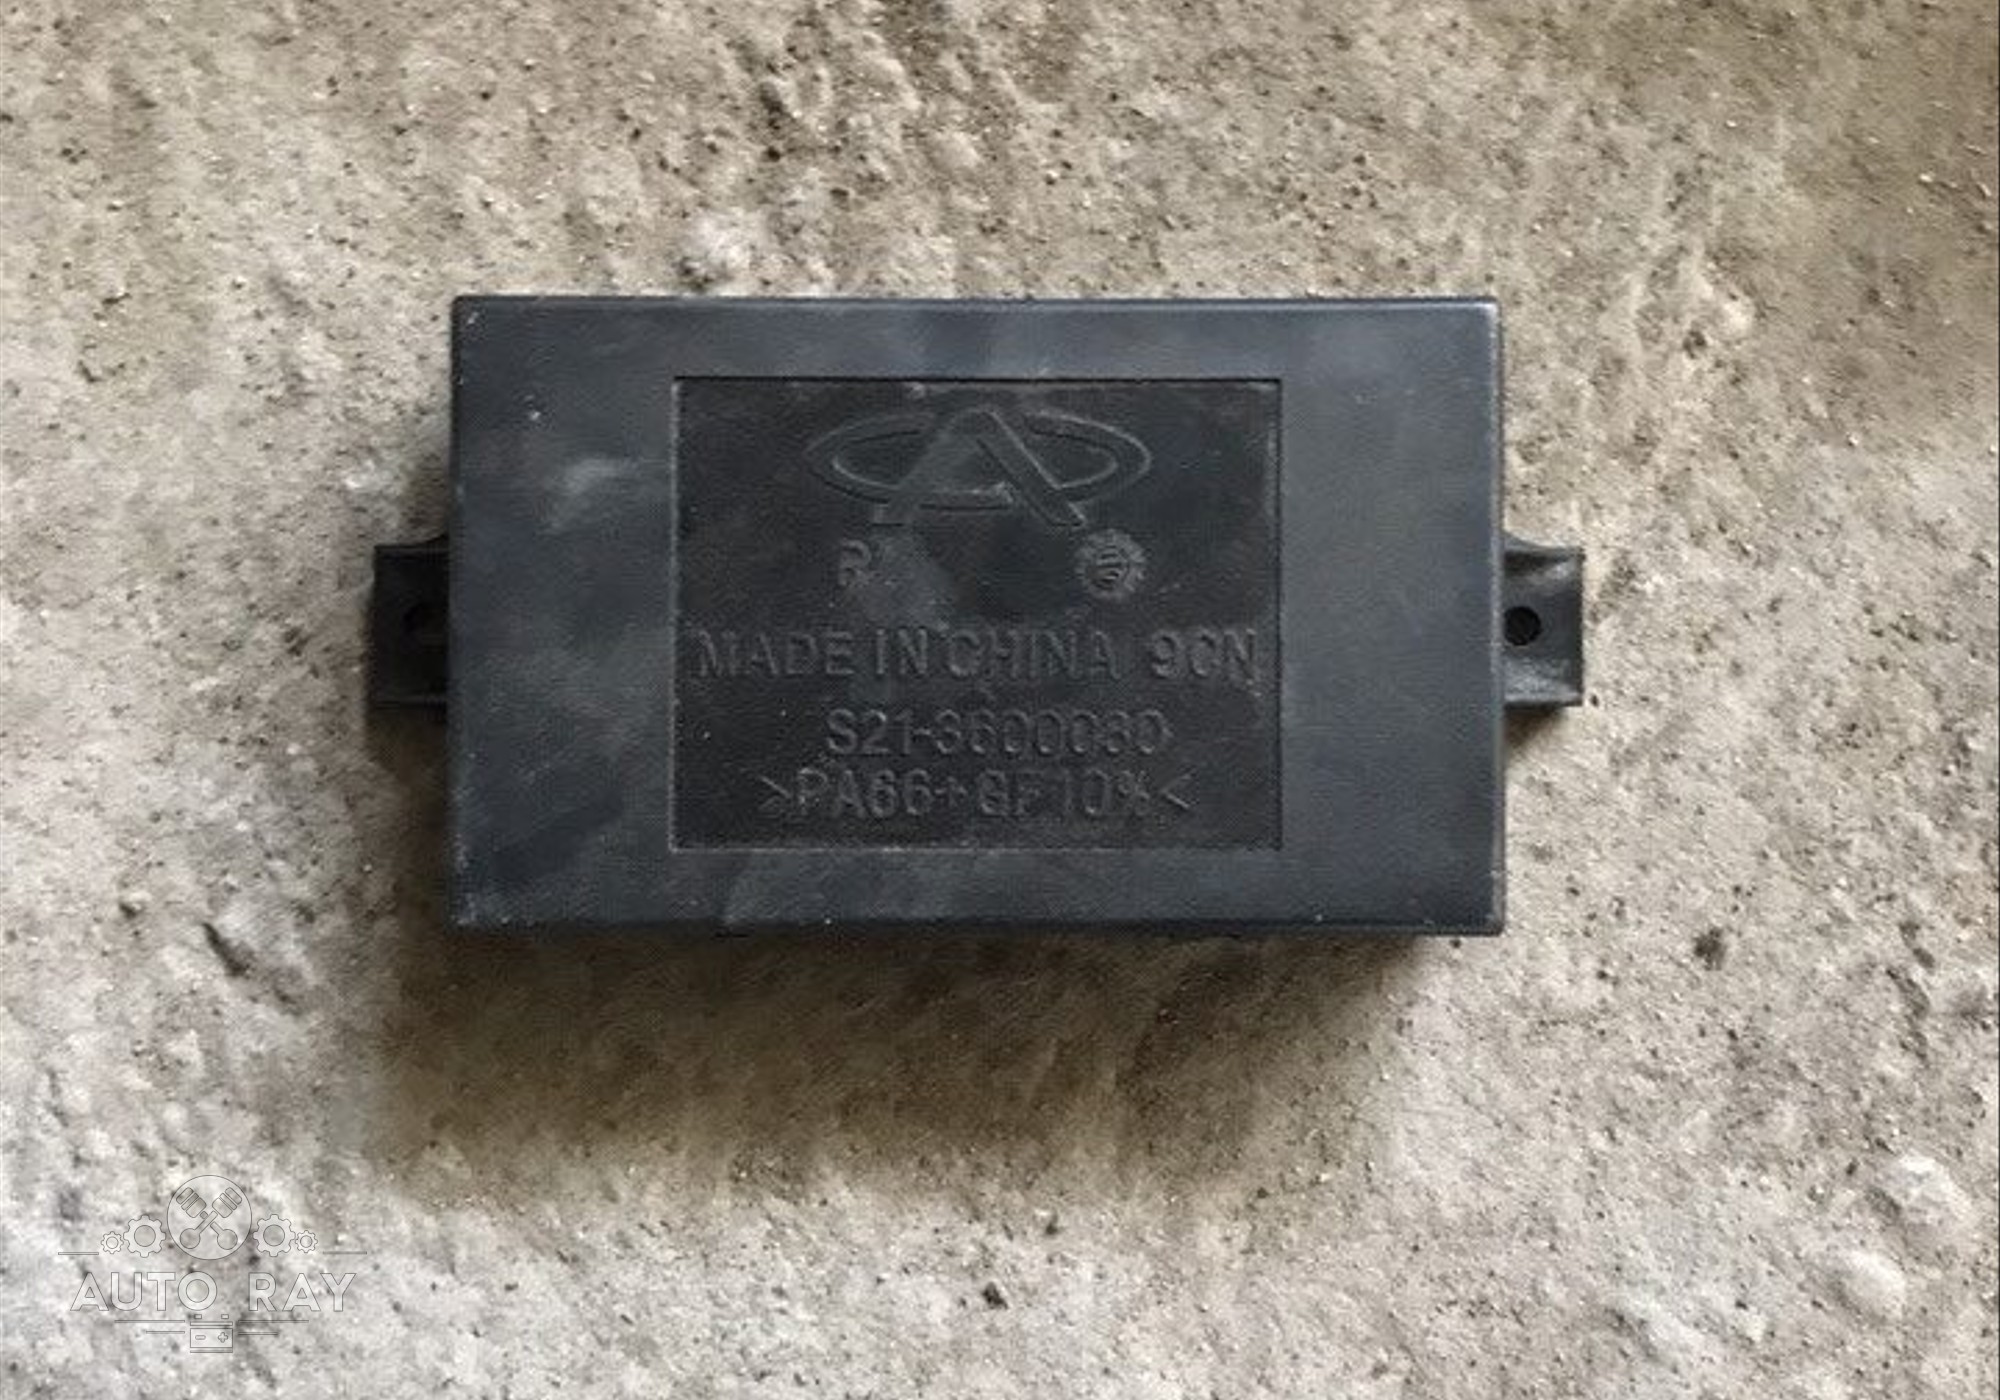 R
MADE IN CHINA 9CN
S21-3600030
>PA66+GF10%<
AUTO RAY